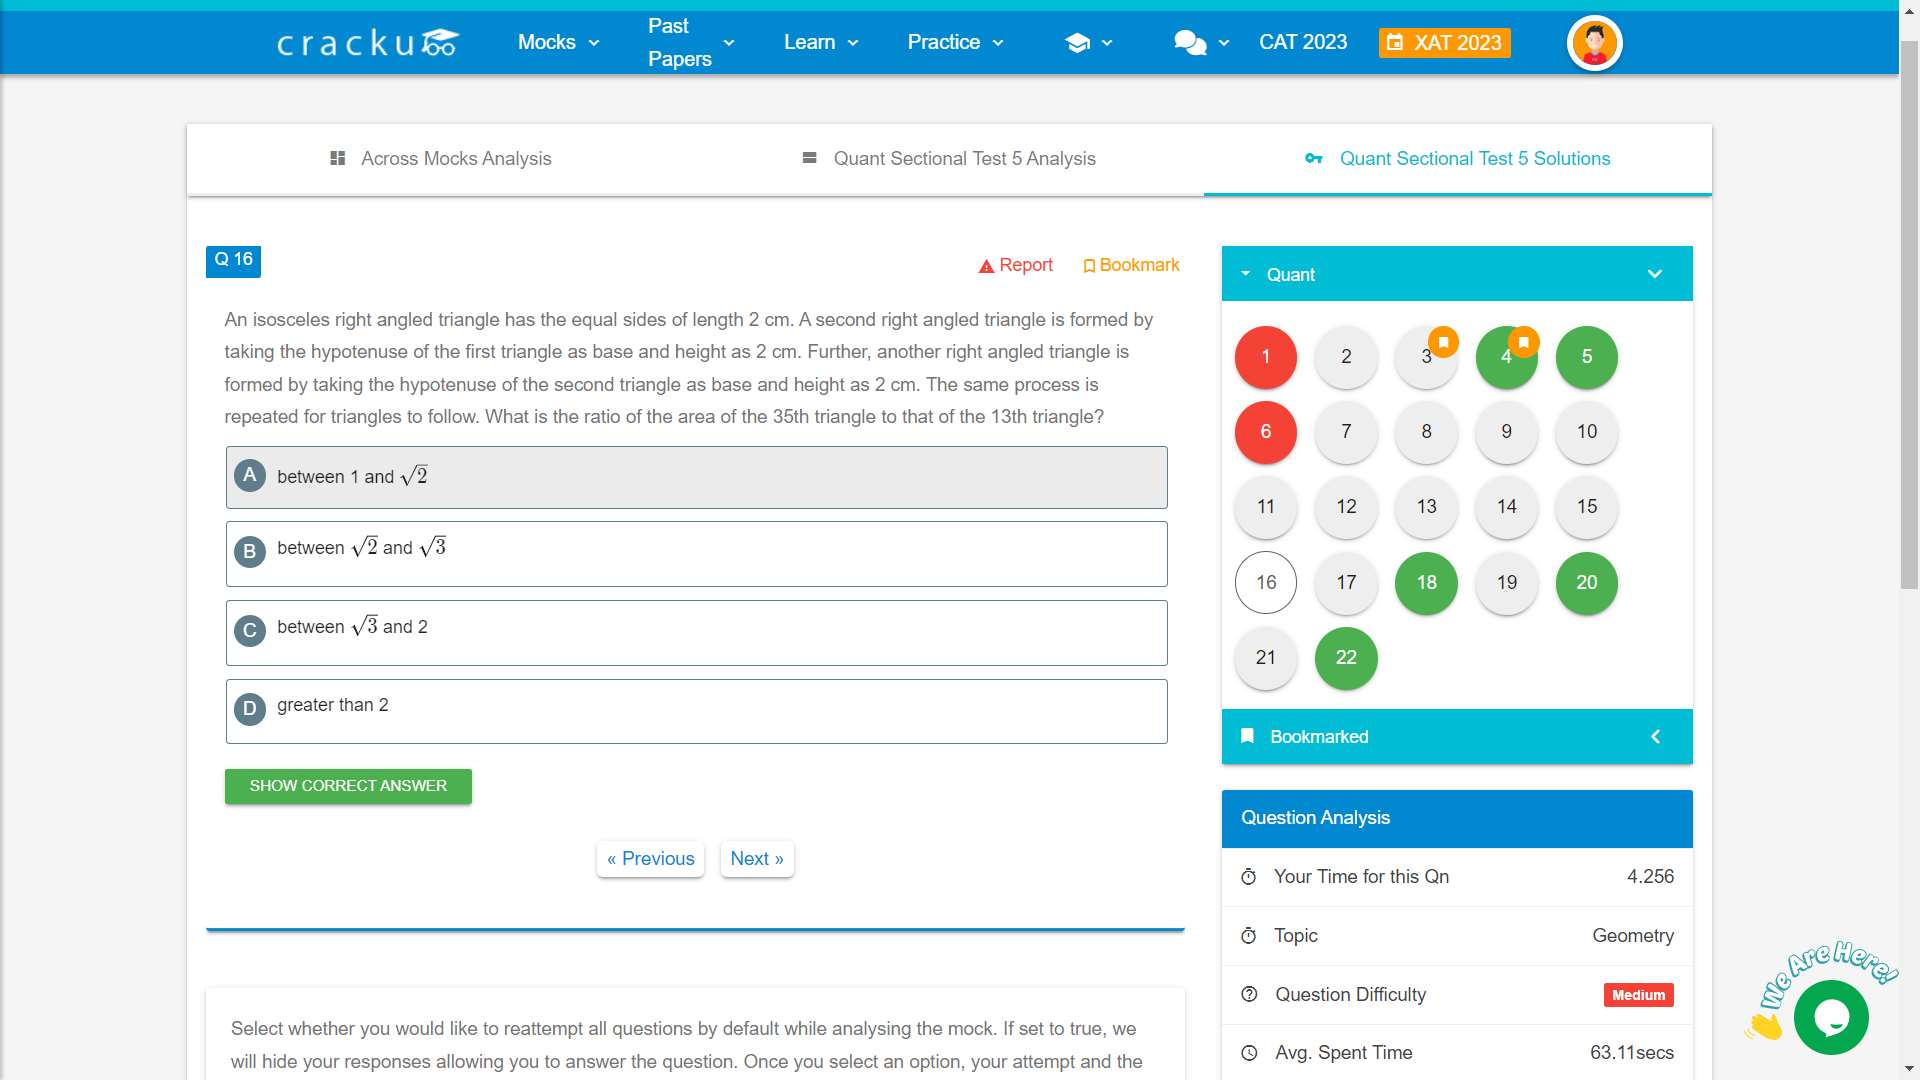 cracku
Mocks
Past
Papers
Learn
Practice
CAT 2023
XAT 2023
Across Mocks Analysis
Quant Sectional Test 5 Analysis
Quant Sectional Test 5 Solutions
Q 16
Report
Bookmark
An isosceles right angled triangle has the equal sides of length 2 cm. A second right angled triangle is formed by
taking the hypotenuse of the first triangle as base and height as 2 cm. Further, another right angled triangle is
formed by taking the hypotenuse of the second triangle as base and height as 2 cm. The same process is
repeated for triangles to follow. What is the ratio of the area of the 35th triangle to that of the 13th triangle?
A between 1 and √2
B between √2 and √3
C between √3 and 2
D greater than 2
SHOW CORRECT ANSWER
« Previous
Next »
Select whether you would like to reattempt all questions by default while analysing the mock. If set to true, we
will hide your responses allowing you to answer the question. Once you select an option, your attempt and the
Quant
1 2 3 4 5
6 7 8 9 10
11 12 13 14 15
16 17 18 19 20
21 22
Bookmarked
Question Analysis
Your Time for this Qn 4.256
Topic Geometry
Question Difficulty Medium
Avg. Spent Time 63.11secs
We Are Here!